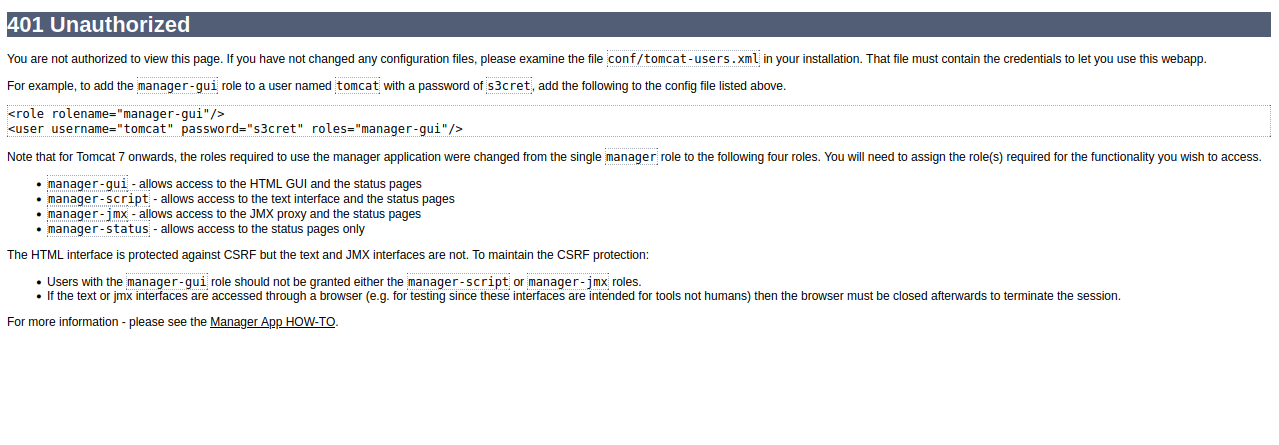 401 Unauthorized
You are not authorized to view this page. If you have not changed any configuration files, please examine the file conf/tomcat-users.xml in your installation. That file must contain the credentials to let you use this webapp.
For example, to add the manager-gui role to a user named tomcat with a password of s3cret, add the following to the config file listed above.
<role rolename="manager-gui"/>
<user username="tomcat" password="s3cret" roles="manager-gui"/>
Note that for Tomcat 7 onwards, the roles required to use the manager application were changed from the single manager role to the following four roles. You will need to assign the role(s) required for the functionality you wish to access.
• manager-gui - allows access to the HTML GUI and the status pages
• manager-script - allows access to the text interface and the status pages
• manager-jmx - allows access to the JMX proxy and the status pages
• manager-status - allows access to the status pages only
The HTML interface is protected against CSRF but the text and JMX interfaces are not. To maintain the CSRF protection:
• Users with the manager-gui role should not be granted either the manager-script or manager-jmx roles.
• If the text or jmx interfaces are accessed through a browser (e.g. for testing since these interfaces are intended for tools not humans) then the browser must be closed afterwards to terminate the session.
For more information - please see the Manager App HOW-TO.